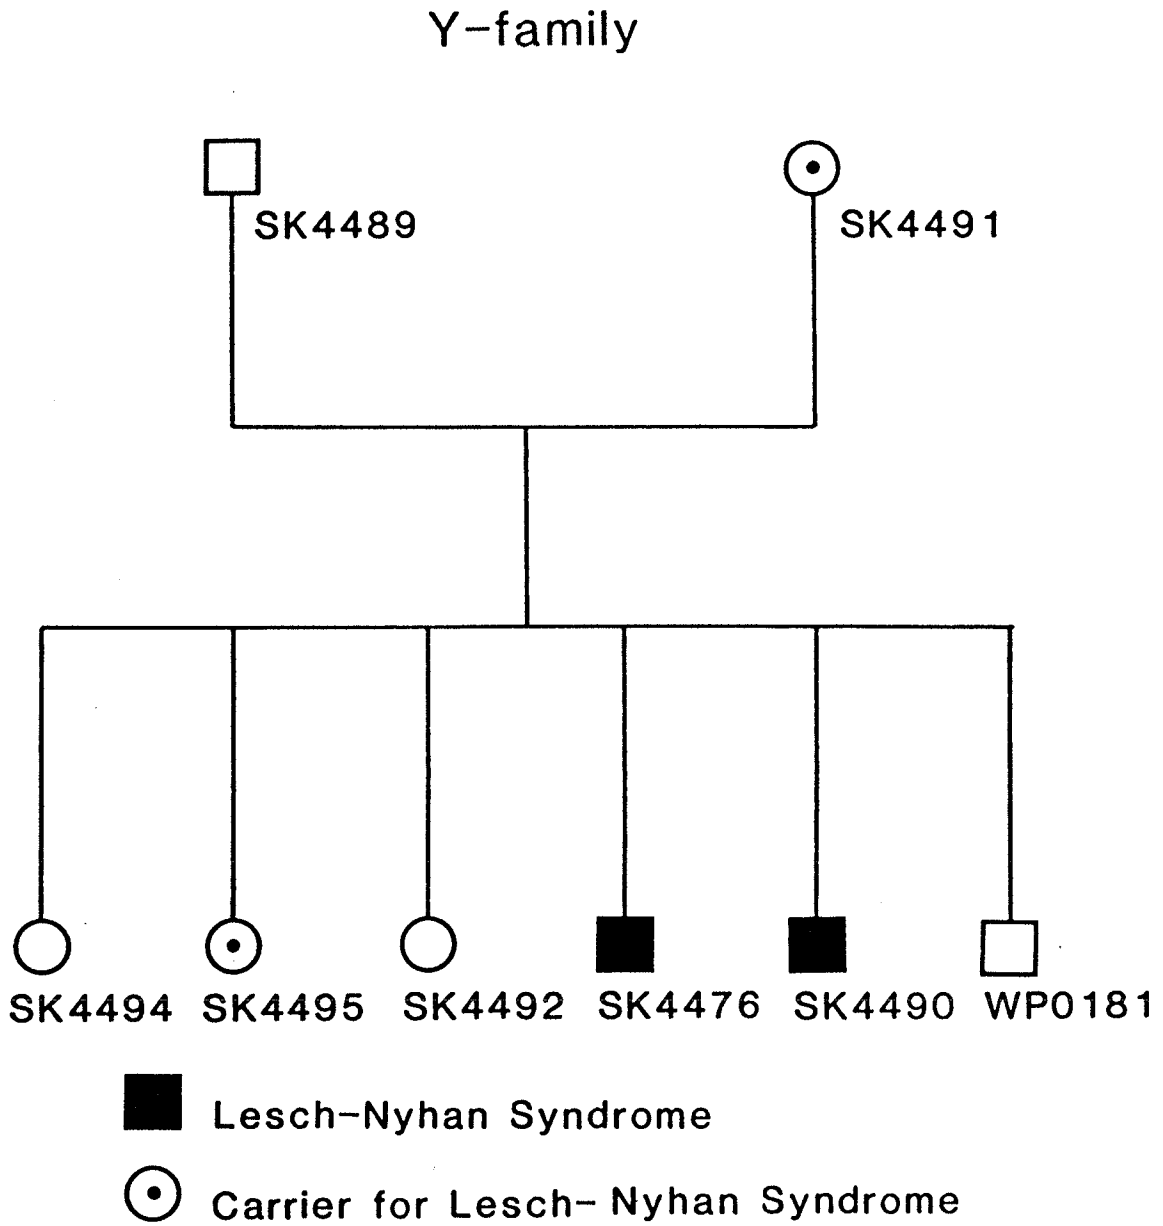 Y-family
SK4489
SK4491
SK4494 SK4495 SK4492 SK4476 SK4490 WP0181
Lesch-Nyhan Syndrome
Carrier for Lesch- Nyhan Syndrome